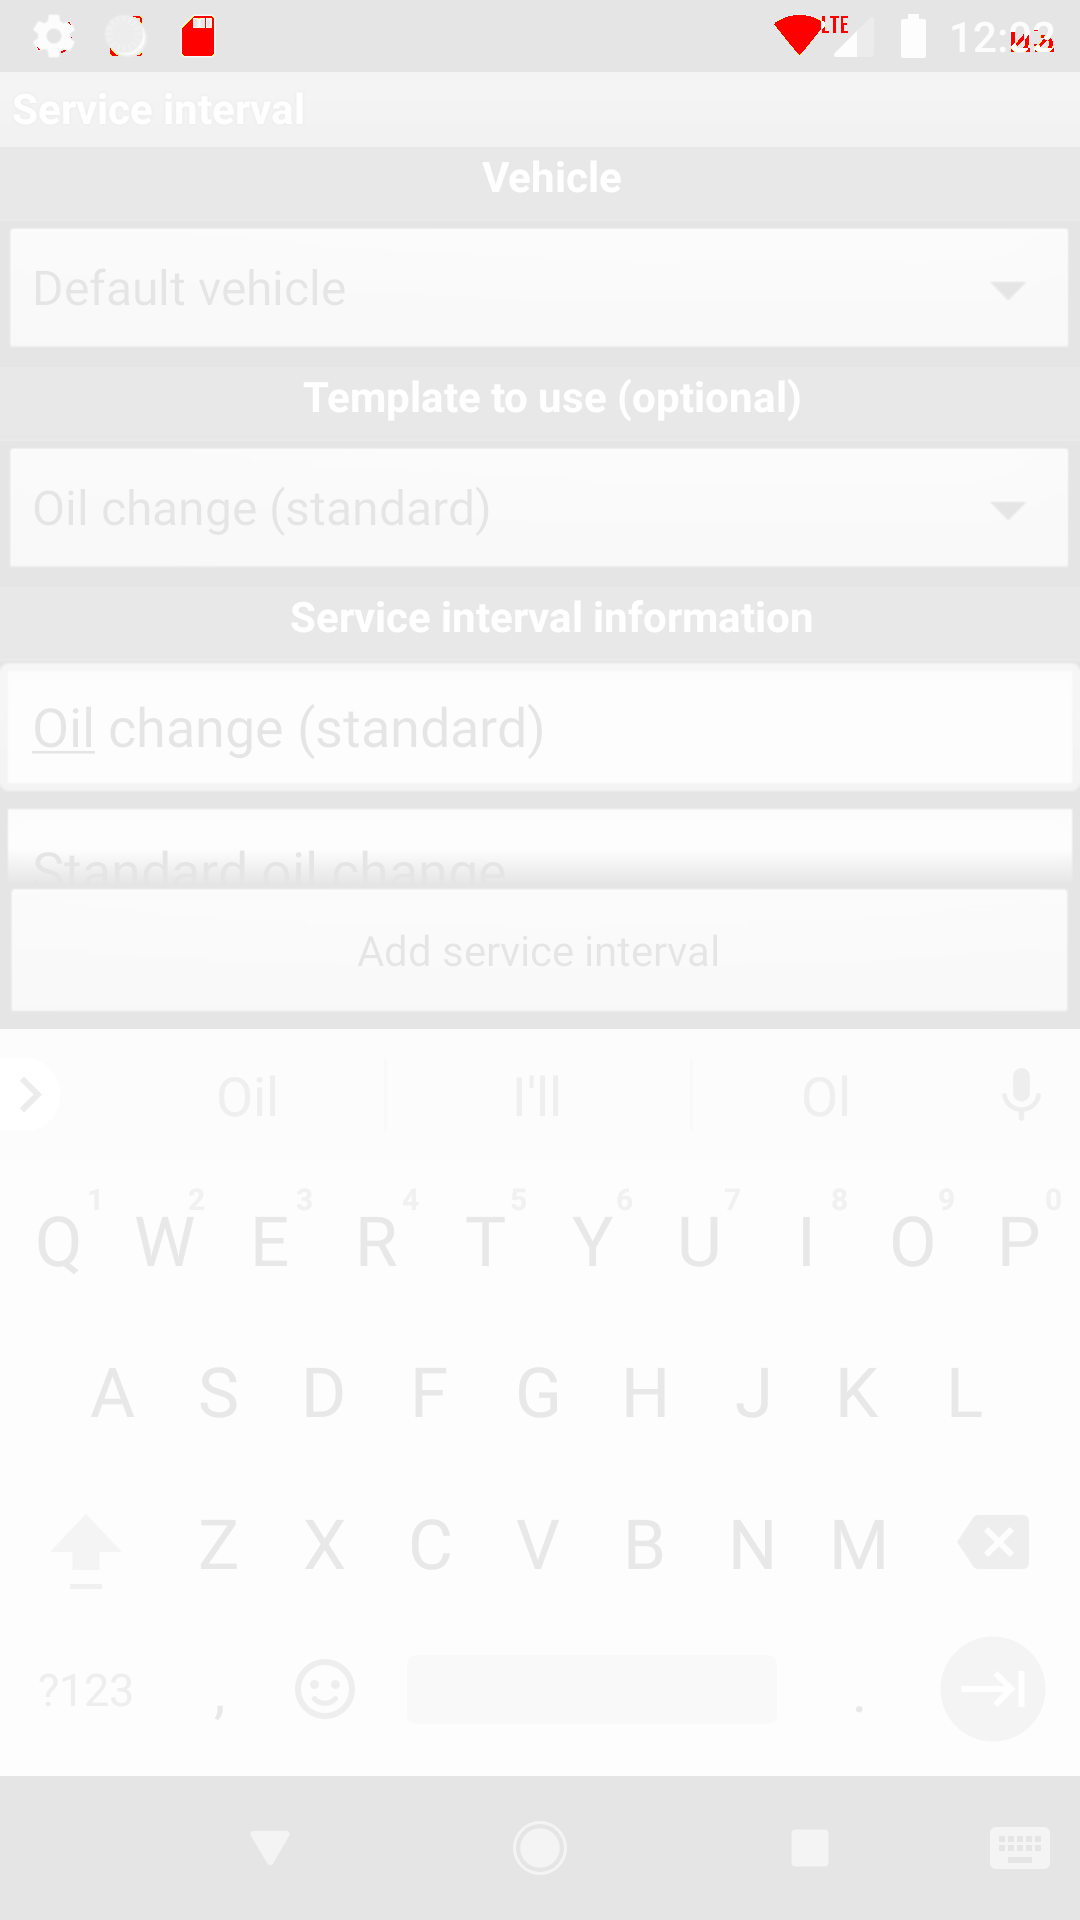 LTE
Service interval
Vehicle
Default vehicle
Template to use (optional)
Oil change (standard)
Service interval information
Oil change (standard)
Standard oil change
Add service interval
Oil I'll Ol
1 2 3 4 5 6 7 8 9 0
Q W E R T Y U I O P
A S D F G H J K L
Z X C V B N M
?123 , .